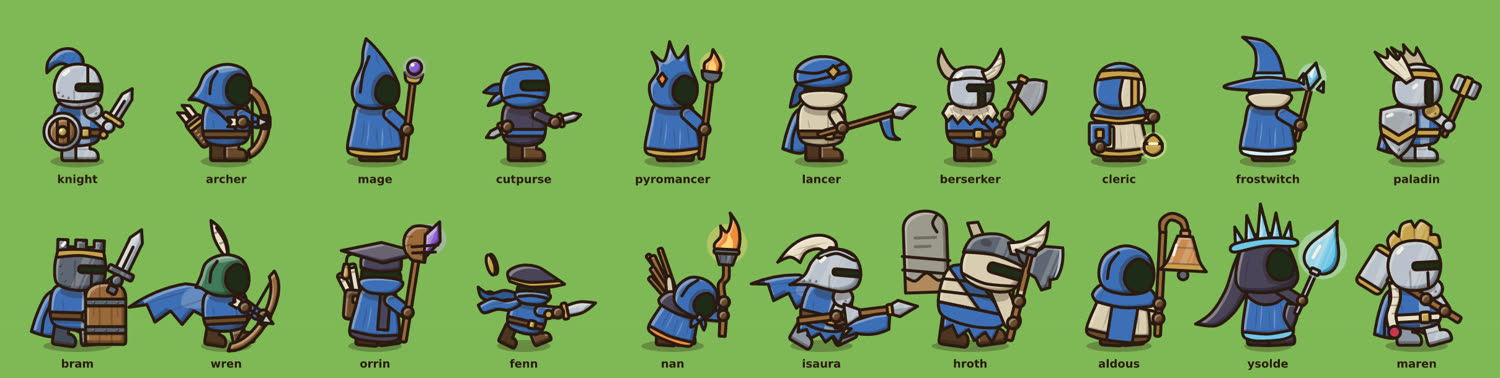 knight archer mage cutpurse pyromancer lancer berserker cleric frostwitch paladin
bram wren orrin fenn nan isaura hroth aldous ysolde maren